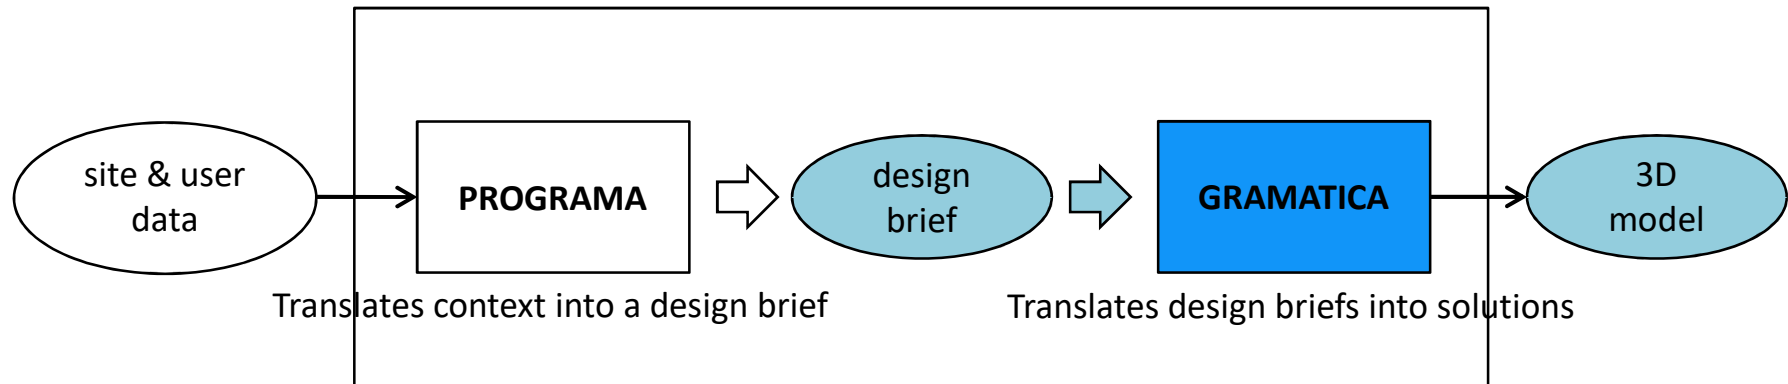 site & user
data
PROGRAMA
design
brief
GRAMATICA
3D
model
Translates context into a design brief
Translates design briefs into solutions